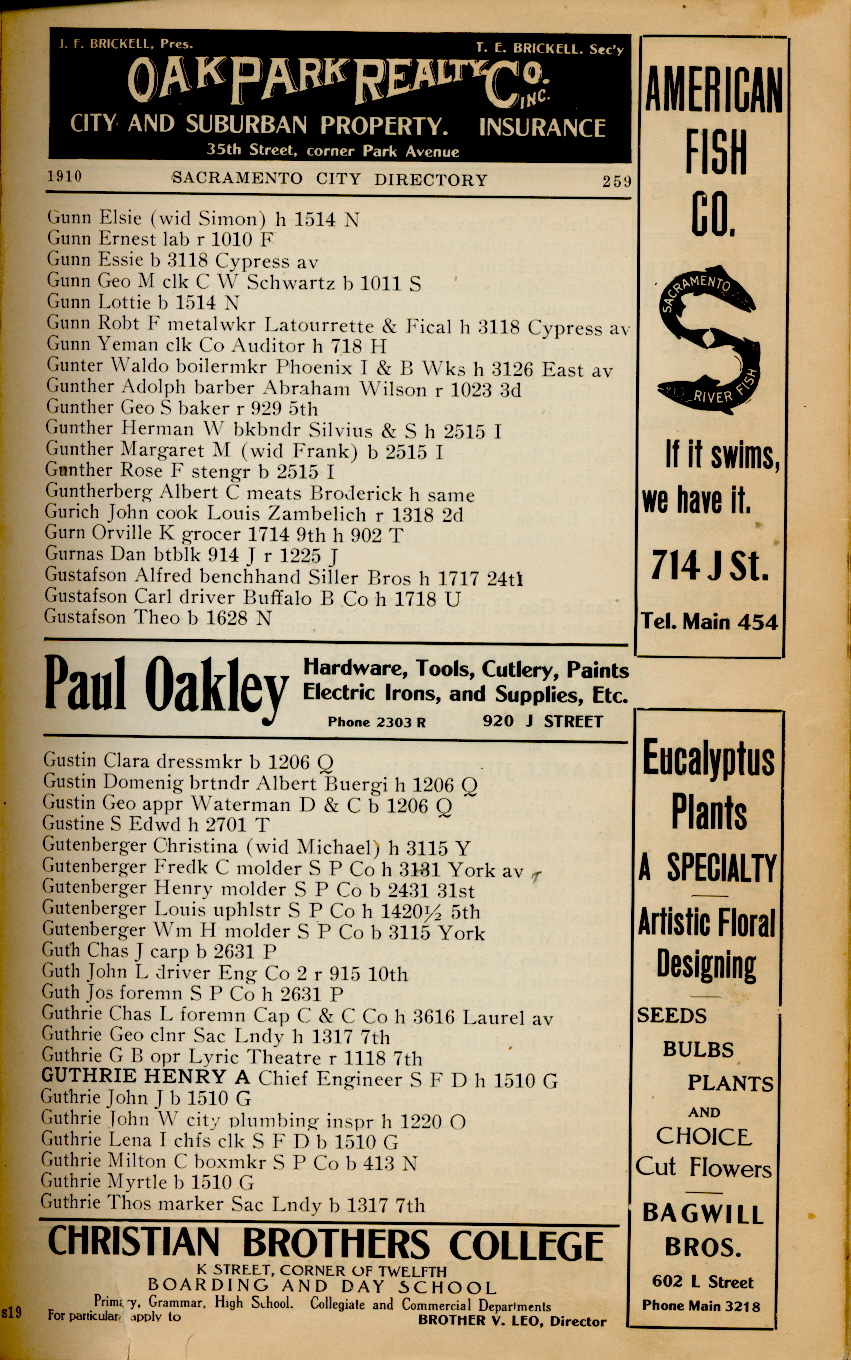 J. F. BRICKELL, Pres. T. E. BRICKELL. Sec'y
OAK PARK REALTY Co. INC.
CITY AND SUBURBAN PROPERTY. INSURANCE
35th Street, corner Park Avenue
1910 SACRAMENTO CITY DIRECTORY 259
Gunn Elsie (wid Simon) h 1514 N
Gunn Ernest lab r 1010 F
Gunn Essie b 3118 Cypress av
Gunn Geo M clk C W Schwartz b 1011 S
Gunn Lottie b 1514 N
Gunn Robt F metalwkr Latourrette & Fical h 3118 Cypress av
Gunn Yeman clk Co Auditor h 718 H
Gunter Waldo boilermkr Phoenix I & B Wks h 3126 East av
Gunther Adolph barber Abraham Wilson r 1023 3d
Gunther Geo S baker r 929 5th
Gunther Herman W bkbndr Silvius & S h 2515 I
Gunther Margaret M (wid Frank) b 2515 I
Gunther Rose F stengr b 2515 I
Guntherberg Albert C meats Broderick h same
Gurich John cook Louis Zambelich r 1318 2d
Gurn Orville K grocer 1714 9th h 902 T
Gurnas Dan btblk 914 J r 1225 J
Gustafson Alfred benchhand Siller Bros h 1717 24th
Gustafson Carl driver Buffalo B Co h 1718 U
Gustafson Theo b 1628 N
Paul Oakley
Hardware, Tools, Cutlery, Paints
Electric Irons, and Supplies, Etc.
Phone 2303 R 920 J STREET
Gustin Clara dressmkr b 1206 Q
Gustin Domenig brtndr Albert Buergi h 1206 Q
Gustin Geo appr Waterman D & C b 1206 Q
Gustine S Edwd h 2701 T
Gutenberger Christina (wid Michael) h 3115 Y
Gutenberger Fredk C molder S P Co h 3131 York av
Gutenberger Henry molder S P Co b 2431 31st
Gutenberger Louis uphlstr S P Co h 1420½ 5th
Gutenberger Wm H molder S P Co b 3115 York
Guth Chas J carp b 2631 P
Guth John L driver Eng Co 2 r 915 10th
Guth Jos foremn S P Co h 2631 P
Guthrie Chas L foremn Cap C & C Co h 3616 Laurel av
Guthrie Geo clnr Sac Lndy h 1317 7th
Guthrie G B opr Lyric Theatre r 1118 7th
GUTHRIE HENRY A Chief Engineer S F D h 1510 G
Guthrie John J b 1510 G
Guthrie John W city plumbing inspr h 1220 O
Guthrie Lena I chfs clk S F D b 1510 G
Guthrie Milton C boxmkr S P Co b 413 N
Guthrie Myrtle b 1510 G
Guthrie Thos marker Sac Lndy b 1317 7th
CHRISTIAN BROTHERS COLLEGE
K STREET, CORNER OF TWELFTH
BOARDING AND DAY SCHOOL
Primary, Grammar, High School. Collegiate and Commercial Departments
For particulars apply to BROTHER V. LEO, Director
s19
AMERICAN
FISH
CO.
SACRAMENTO
RIVER FISH
If it swims,
we have it.
714 J St.
Tel. Main 454
Eucalyptus
Plants
A SPECIALTY
Artistic Floral
Designing
SEEDS
BULBS
PLANTS
AND
CHOICE
Cut Flowers
BAGWILL
BROS.
602 L Street
Phone Main 3218